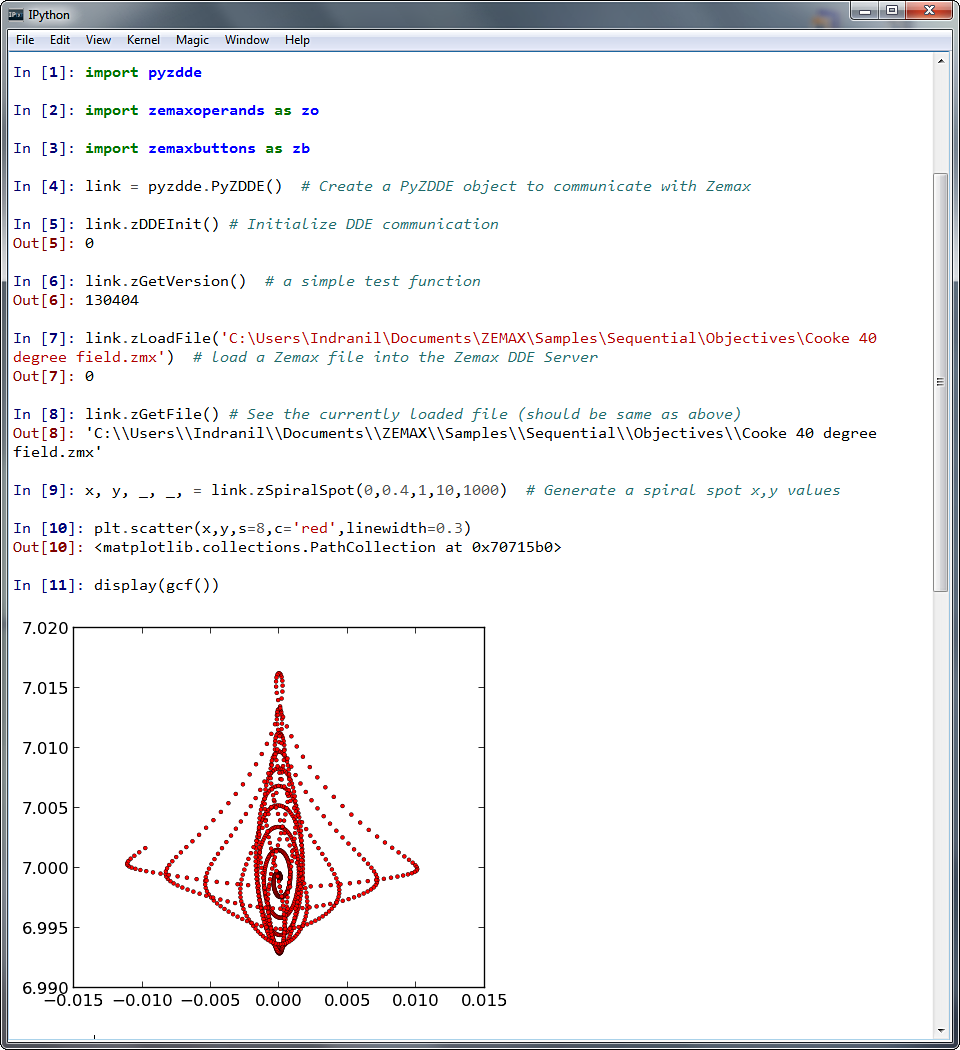 IPython
File Edit View Kernel Magic Window Help
In [1]: import pyzdde
In [2]: import zemaxoperands as zo
In [3]: import zemaxbuttons as zb
In [4]: link = pyzdde.PyZDDE()  # Create a PyZDDE object to communicate with Zemax
In [5]: link.zDDEInit() # Initialize DDE communication
Out[5]: 0
In [6]: link.zGetVersion()  # a simple test function
Out[6]: 130404
In [7]: link.zLoadFile('C:\Users\Indranil\Documents\ZEMAX\Samples\Sequential\Objectives\Cooke 40
degree field.zmx')  # load a Zemax file into the Zemax DDE Server
Out[7]: 0
In [8]: link.zGetFile() # See the currently loaded file (should be same as above)
Out[8]: 'C:\\Users\\Indranil\\Documents\\ZEMAX\\Samples\\Sequential\\Objectives\\Cooke 40 degree
field.zmx'
In [9]: x, y, _, _, = link.zSpiralSpot(0,0.4,1,10,1000)  # Generate a spiral spot x,y values
In [10]: plt.scatter(x,y,s=8,c='red',linewidth=0.3)
Out[10]: <matplotlib.collections.PathCollection at 0x70715b0>
In [11]: display(gcf())
7.020
7.015
7.010
7.005
7.000
6.995
6.990
−0.015 −0.010 −0.005 0.000 0.005 0.010 0.015